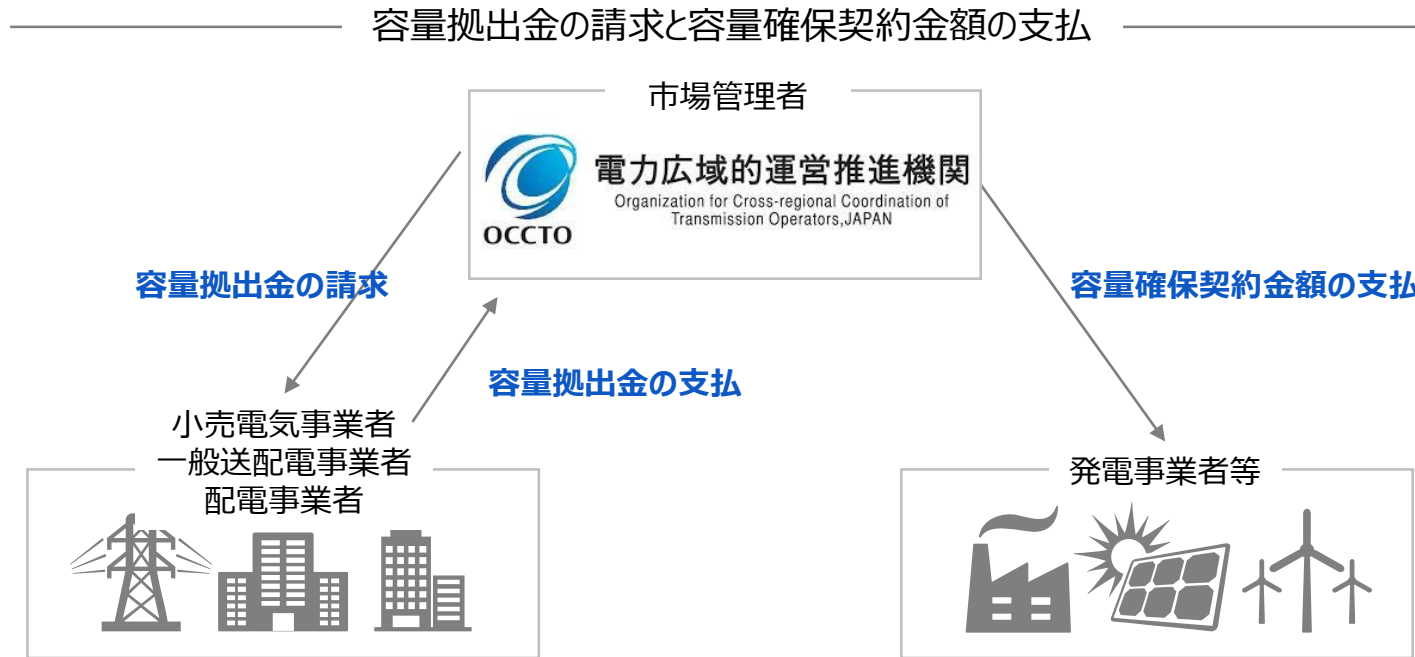 容量拠出金の請求と容量確保契約金額の支払
市場管理者
電力広域的運営推進機関
Organization for Cross-regional Coordination of
Transmission Operators,JAPAN
OCCTO
容量拠出金の請求
容量確保契約金額の支払
容量拠出金の支払
小売電気事業者
一般送配電事業者
配電事業者
発電事業者等